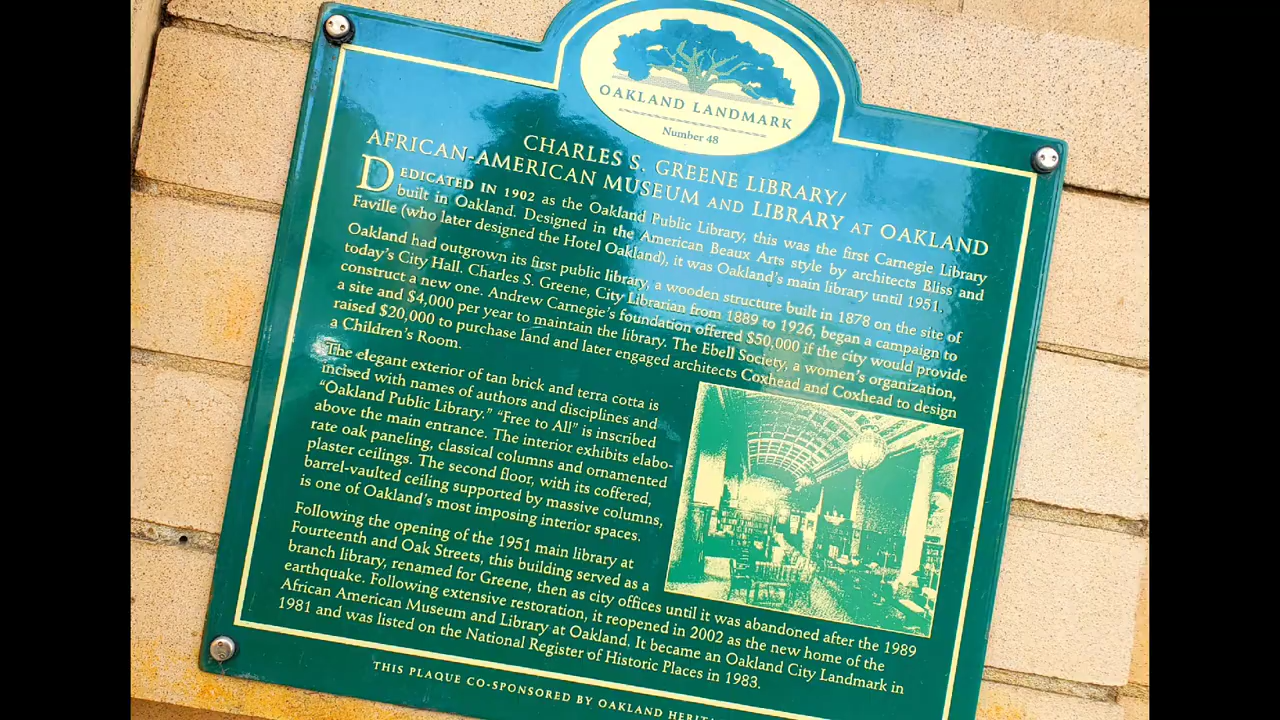 OAKLAND LANDMARK
Number 48
CHARLES S. GREENE LIBRARY/
AFRICAN-AMERICAN MUSEUM AND LIBRARY AT OAKLAND
DEDICATED IN 1902 as the Oakland Public Library, this was the first Carnegie Library
built in Oakland. Designed in the American Beaux Arts style by architects Bliss and
Faville (who later designed the Hotel Oakland), it was Oakland's main library until 1951.
Oakland had outgrown its first public library, a wooden structure built in 1878 on the site of
today's City Hall. Charles S. Greene, City Librarian from 1889 to 1926, began a campaign to
construct a new one. Andrew Carnegie's foundation offered $50,000 if the city would provide
a site and $4,000 per year to maintain the library. The Ebell Society, a women's organization,
raised $20,000 to purchase land and later engaged architects Coxhead and Coxhead to design
a Children's Room.
The elegant exterior of tan brick and terra cotta is
incised with names of authors and disciplines and
"Oakland Public Library." "Free to All" is inscribed
above the main entrance. The interior exhibits elabo-
rate oak paneling, classical columns and ornamented
plaster ceilings. The second floor, with its coffered,
barrel-vaulted ceiling supported by massive columns,
is one of Oakland's most imposing interior spaces.
Following the opening of the 1951 main library at
Fourteenth and Oak Streets, this building served as a
branch library, renamed for Greene, then as city offices until it was abandoned after the 1989
earthquake. Following extensive restoration, it reopened in 2002 as the new home of the
African American Museum and Library at Oakland. It became an Oakland City Landmark in
1981 and was listed on the National Register of Historic Places in 1983.
THIS PLAQUE CO-SPONSORED BY OAKLAND HERIT